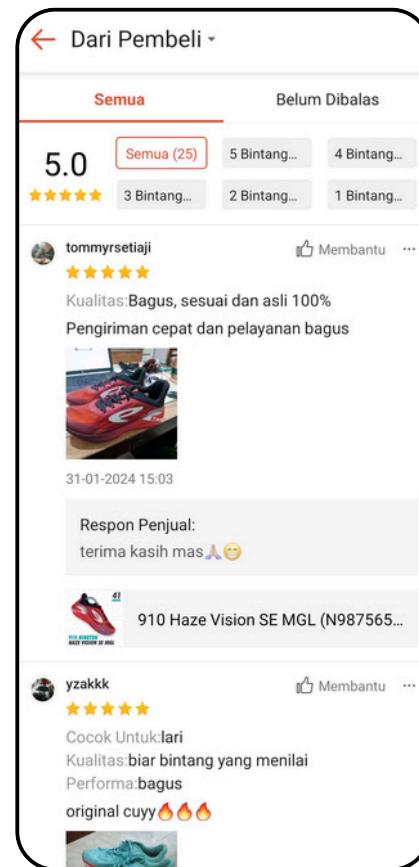 Dari Pembeli
Semua
Belum Dibalas
5.0
Semua (25)
5 Bintang...
4 Bintang...
3 Bintang...
2 Bintang...
1 Bintang...
tommyrsetiaji
Membantu
Kualitas:Bagus, sesuai dan asli 100%
Pengiriman cepat dan pelayanan bagus
31-01-2024 15:03
Respon Penjual:
terima kasih mas🙏🏼😁
41
910 Haze Vision SE MGL (N987565...
yzakkk
Membantu
Cocok Untuk:lari
Kualitas:biar bintang yang menilai
Performa:bagus
original cuyy🔥🔥🔥